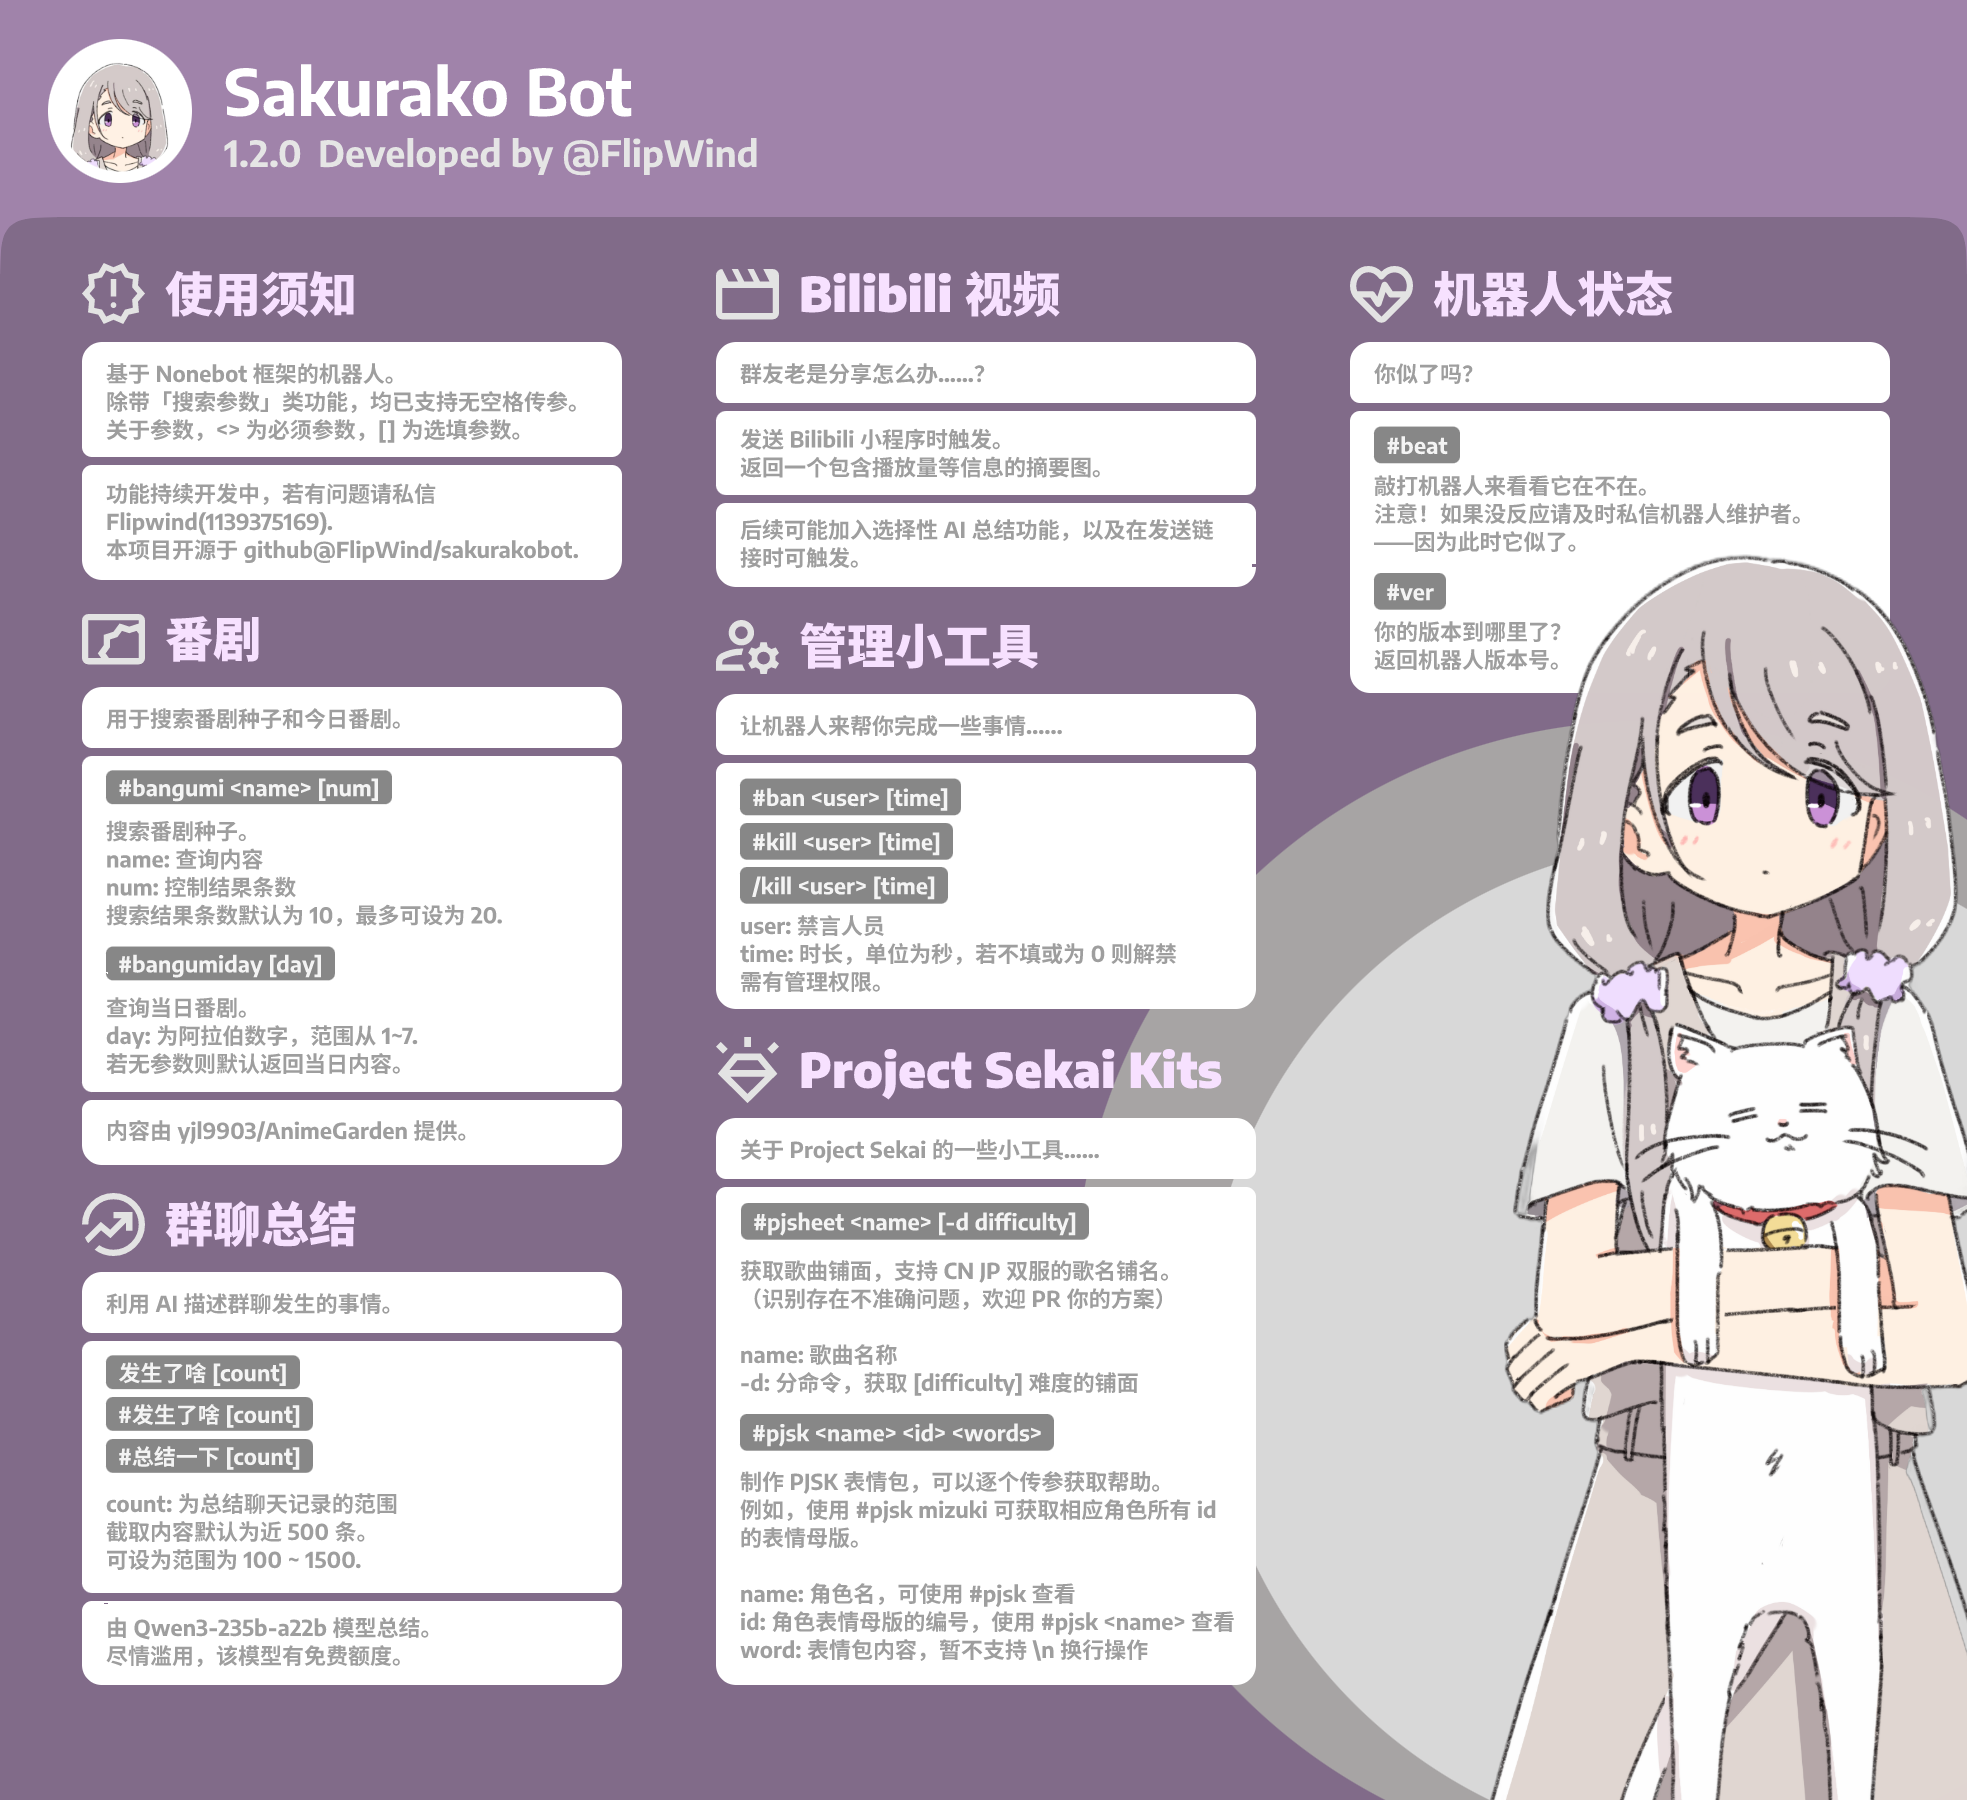 Sakurako Bot
1.2.0 Developed by @FlipWind
使用须知
基于 Nonebot 框架的机器人。
除带「搜索参数」类功能，均已支持无空格传参。
关于参数，<> 为必须参数，[] 为选填参数。
功能持续开发中，若有问题请私信
Flipwind(1139375169).
本项目开源于 github@FlipWind/sakurakobot.
番剧
用于搜索番剧种子和今日番剧。
#bangumi <name> [num]
搜索番剧种子。
name: 查询内容
num: 控制结果条数
搜索结果条数默认为 10，最多可设为 20.
#bangumiday [day]
查询当日番剧。
day: 为阿拉伯数字，范围从 1~7.
若无参数则默认返回当日内容。
内容由 yjl9903/AnimeGarden 提供。
群聊总结
利用 AI 描述群聊发生的事情。
发生了啥 [count]
#发生了啥 [count]
#总结一下 [count]
count: 为总结聊天记录的范围
截取内容默认为近 500 条。
可设为范围为 100 ~ 1500.
由 Qwen3-235b-a22b 模型总结。
尽情滥用，该模型有免费额度。
Bilibili 视频
群友老是分享怎么办......?
发送 Bilibili 小程序时触发。
返回一个包含播放量等信息的摘要图。
后续可能加入选择性 AI 总结功能，以及在发送链
接时可触发。
管理小工具
让机器人来帮你完成一些事情......
#ban <user> [time]
#kill <user> [time]
/kill <user> [time]
user: 禁言人员
time: 时长，单位为秒，若不填或为 0 则解禁
需有管理权限。
Project Sekai Kits
关于 Project Sekai 的一些小工具......
#pjsheet <name> [-d difficulty]
获取歌曲铺面，支持 CN JP 双服的歌名铺名。
（识别存在不准确问题，欢迎 PR 你的方案）
name: 歌曲名称
-d: 分命令，获取 [difficulty] 难度的铺面
#pjsk <name> <id> <words>
制作 PJSK 表情包，可以逐个传参获取帮助。
例如，使用 #pjsk mizuki 可获取相应角色所有 id
的表情母版。
name: 角色名，可使用 #pjsk 查看
id: 角色表情母版的编号，使用 #pjsk <name> 查看
word: 表情包内容，暂不支持 \n 换行操作
机器人状态
你似了吗?
#beat
敲打机器人来看看它在不在。
注意！如果没反应请及时私信机器人维护者。
——因为此时它似了。
#ver
你的版本到哪里了?
返回机器人版本号。